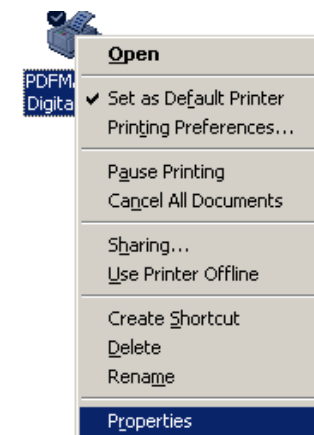 PDFM
Digita
Open
Set as Default Printer
Printing Preferences...
Pause Printing
Cancel All Documents
Sharing...
Use Printer Offline
Create Shortcut
Delete
Rename
Properties